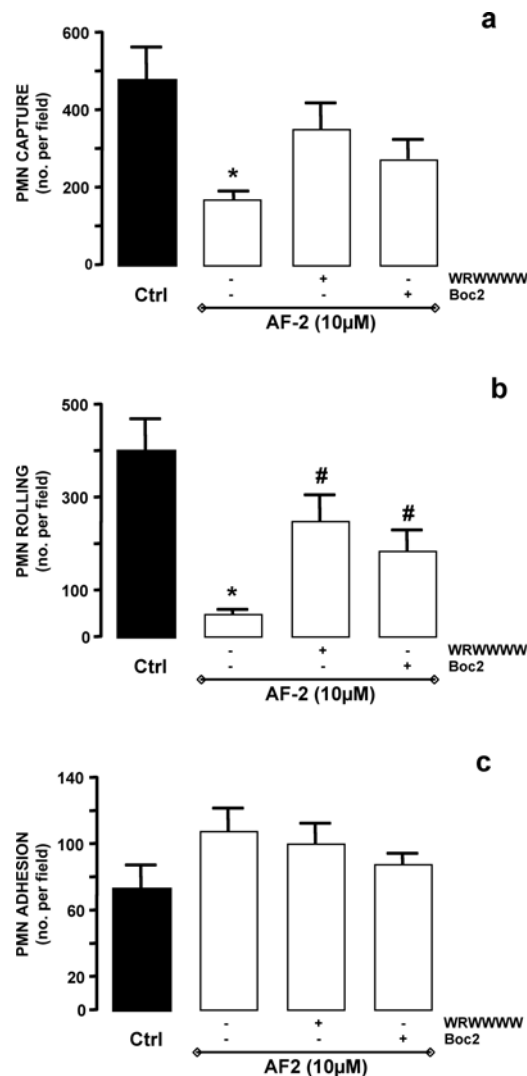 a
PMN CAPTURE
(no. per field)
600
400
200
0
*
- + - WRWWWW
- - + Boc2
Ctrl
AF-2 (10µM)
b
PMN ROLLING
(no. per field)
500
300
100
0
*
#
#
- + - WRWWWW
- - + Boc2
Ctrl
AF-2 (10µM)
c
PMN ADHESION
(no. per field)
140
100
60
20
0
- + - WRWWWW
- - + Boc2
Ctrl
AF2 (10µM)